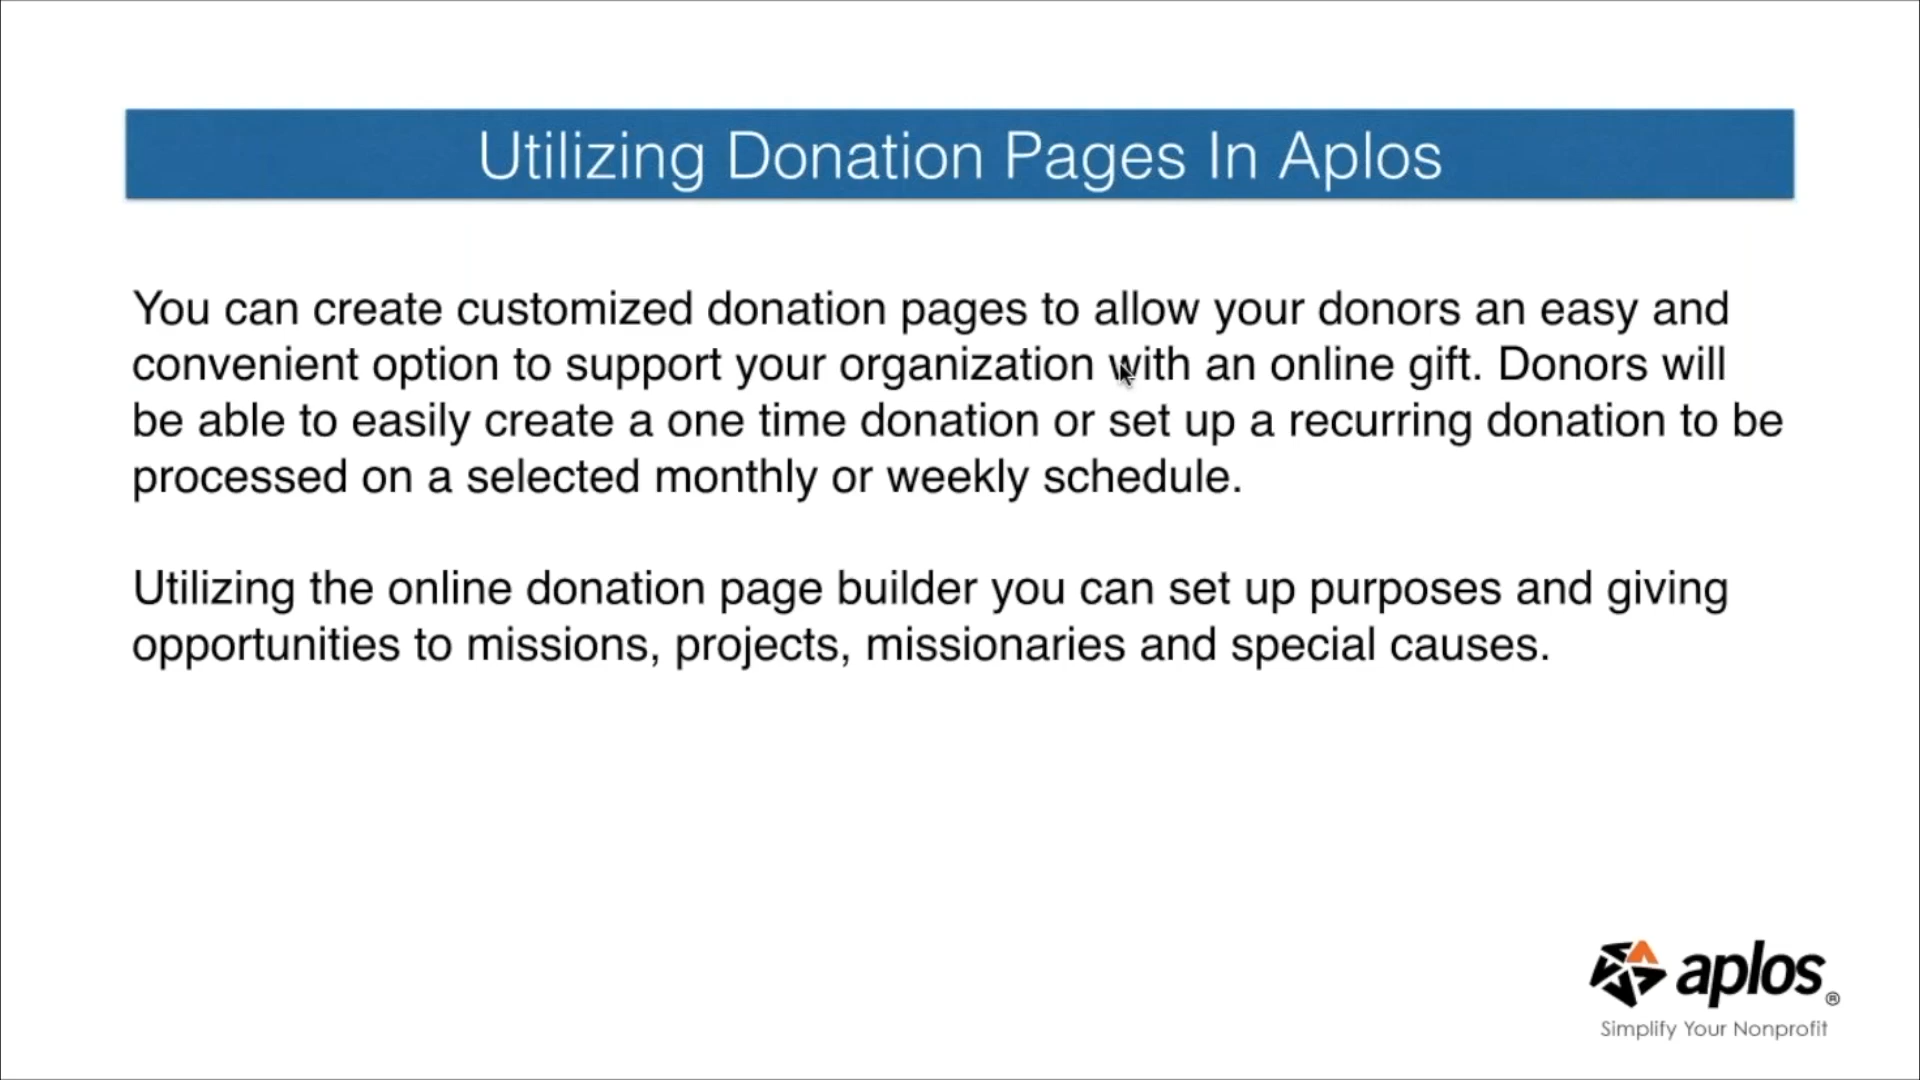 Utilizing Donation Pages In Aplos
You can create customized donation pages to allow your donors an easy and
convenient option to support your organization with an online gift. Donors will
be able to easily create a one time donation or set up a recurring donation to be
processed on a selected monthly or weekly schedule.
Utilizing the online donation page builder you can set up purposes and giving
opportunities to missions, projects, missionaries and special causes.
aplos®
Simplify Your Nonprofit